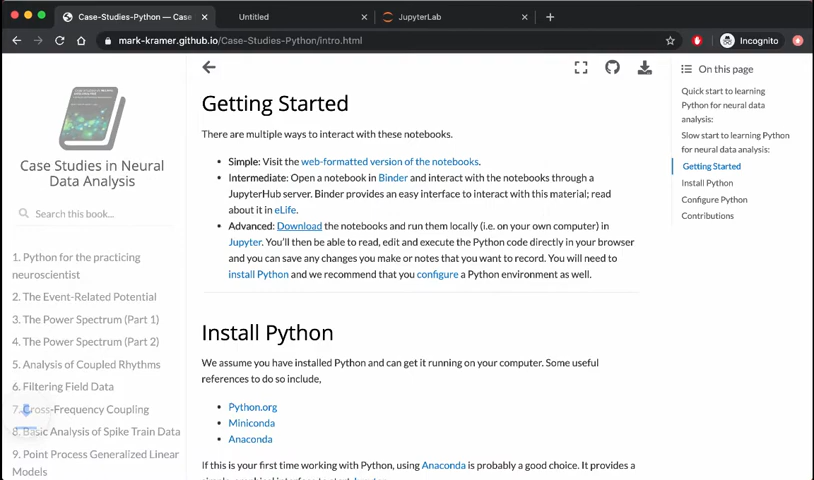 Case-Studies-Python — Case
Untitled
JupyterLab
mark-kramer.github.io/Case-Studies-Python/intro.html
Incognito
Case Studies in Neural
Data Analysis
Search this book...
1. Python for the practicing
neuroscientist
2. The Event-Related Potential
3. The Power Spectrum (Part 1)
4. The Power Spectrum (Part 2)
5. Analysis of Coupled Rhythms
6. Filtering Field Data
7. Cross-Frequency Coupling
8. Basic Analysis of Spike Train Data
9. Point Process Generalized Linear
Models
Getting Started
There are multiple ways to interact with these notebooks.
• Simple: Visit the web-formatted version of the notebooks.
• Intermediate: Open a notebook in Binder and interact with the notebooks through a
JupyterHub server. Binder provides an easy interface to interact with this material; read
about it in eLife.
• Advanced: Download the notebooks and run them locally (i.e. on your own computer) in
Jupyter. You'll then be able to read, edit and execute the Python code directly in your browser
and you can save any changes you make or notes that you want to record. You will need to
install Python and we recommend that you configure a Python environment as well.
Install Python
We assume you have installed Python and can get it running on your computer. Some useful
references to do so include,
• Python.org
• Miniconda
• Anaconda
If this is your first time working with Python, using Anaconda is probably a good choice. It provides a
On this page
Quick start to learning
Python for neural data
analysis:
Slow start to learning Python
for neural data analysis:
Getting Started
Install Python
Configure Python
Contributions